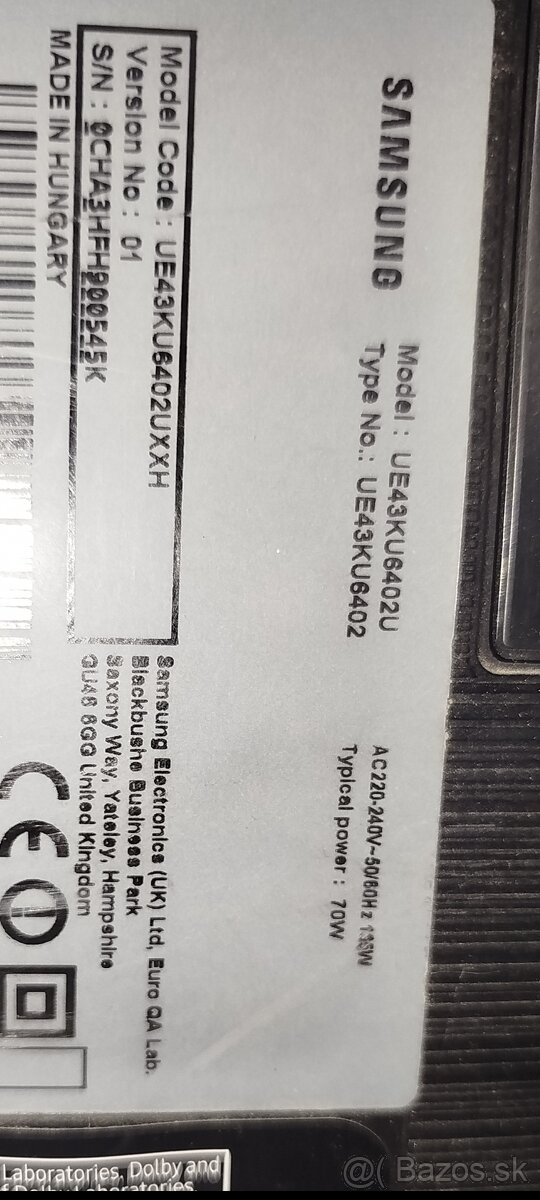 SAMSUNG
Model : UE43KU6402U
Type No.: UE43KU6402
AC220-240V~50/60Hz 135W
Typical power : 70W
Model Code : UE43KU6402UXXH
Version No : 01
S/N : 0CHA3HFH900545K
MADE IN HUNGARY
Samsung Electronics (UK) Ltd, Euro QA Lab.
Blackbushe Business Park
Saxony Way, Yateley, Hampshire
GU46 6GG United Kingdom
CE
Laboratories, Dolby and
@( Bazos.sk